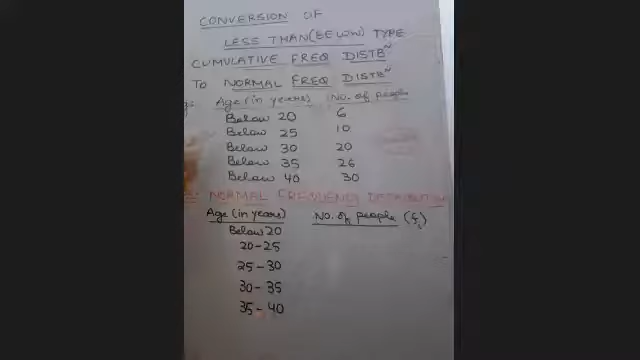 CONVERSION OF
LESS THAN (BELOW) TYPE
CUMULATIVE FREQ DISTBⁿ
TO NORMAL FREQ DISTBⁿ
Age (in years) No. of people
Below 20 6
Below 25 10
Below 30 20
Below 35 26
Below 40 30
NORMAL FREQUENCY DISTRIBUTION
Age (in years) No. of people (fᵢ)
Below 20
20-25
25-30
30-35
35-40